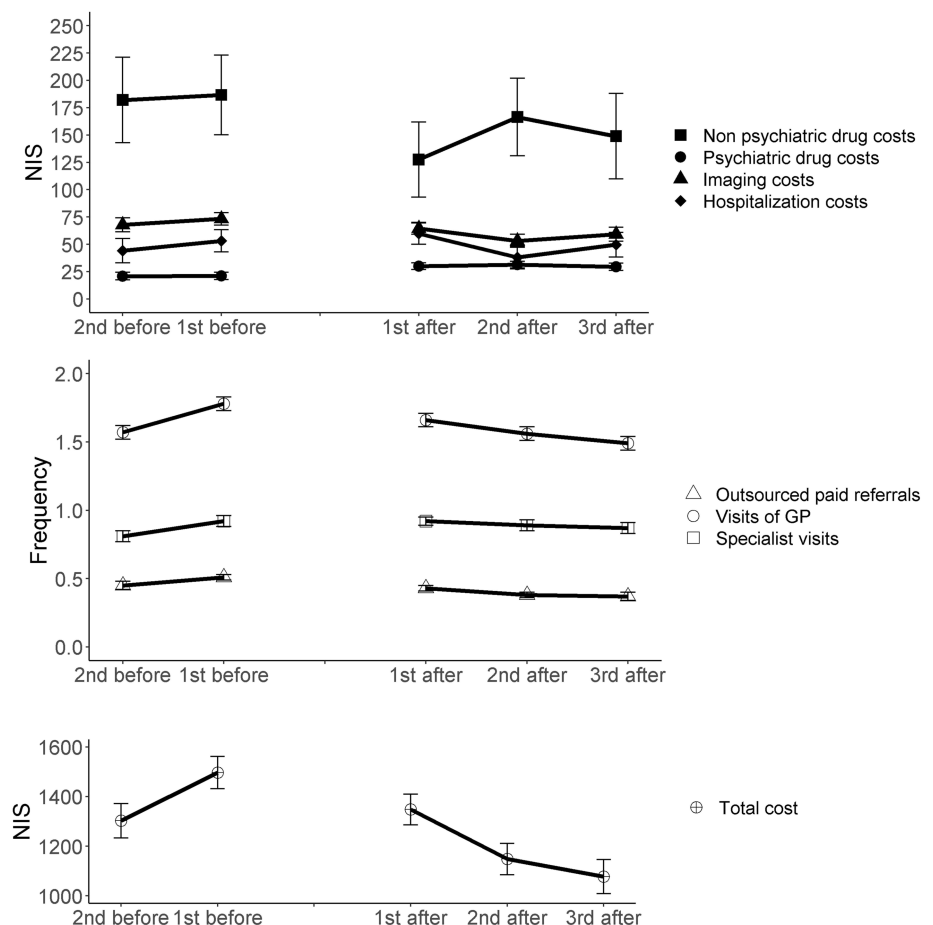 250
225
200
175
150
125
100
75
50
25
0
NIS
2nd before 1st before 1st after 2nd after 3rd after
Non psychiatric drug costs
Psychiatric drug costs
Imaging costs
Hospitalization costs
2.0
1.5
1.0
0.5
0.0
Frequency
2nd before 1st before 1st after 2nd after 3rd after
Outsourced paid referrals
Visits of GP
Specialist visits
1600
1400
1200
1000
NIS
2nd before 1st before 1st after 2nd after 3rd after
Total cost